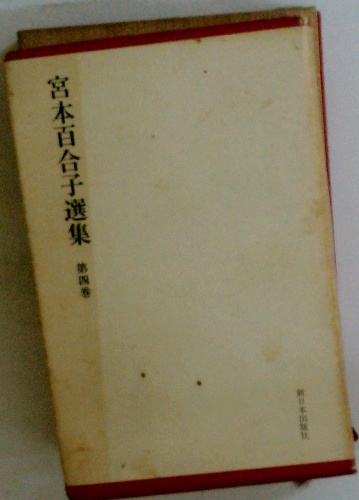 宮本百合子選集
第四巻
新日本出版社